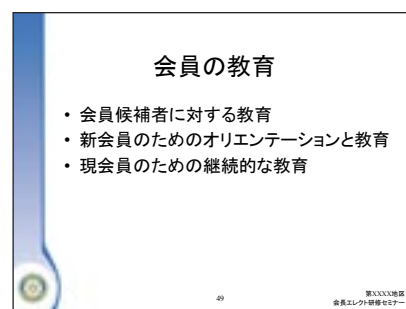 会員の教育
• 会員候補者に対する教育
• 新会員のためのオリエンテーションと教育
• 現会員のための継続的な教育
49
第XXXX地区
会長エレクト研修セミナー